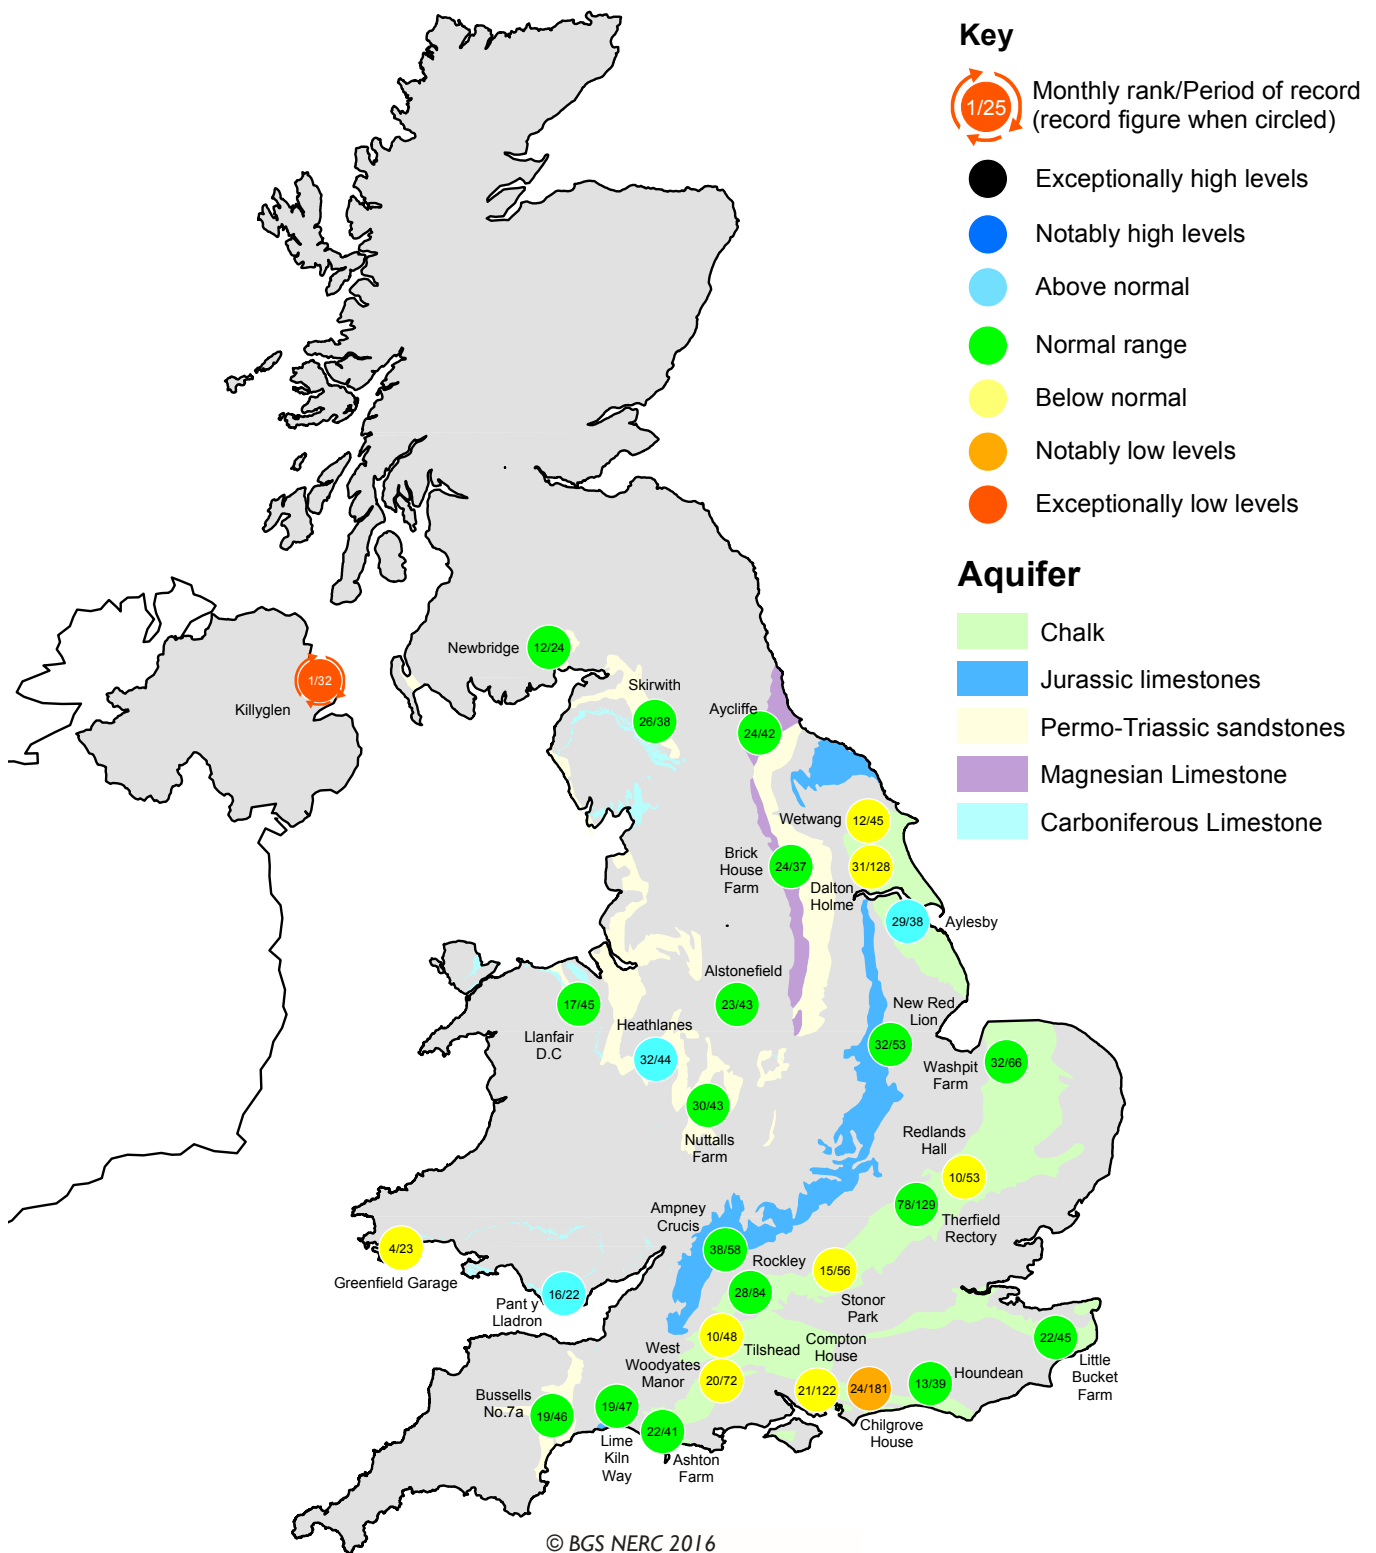 Key
1/25
Monthly rank/Period of record
(record figure when circled)
Exceptionally high levels
Notably high levels
Above normal
Normal range
Below normal
Notably low levels
Exceptionally low levels
Aquifer
Chalk
Jurassic limestones
Permo-Triassic sandstones
Magnesian Limestone
Carboniferous Limestone
Newbridge
12/24
1/32
Killyglen
Skirwith
26/38
Aycliffe
24/42
Wetwang
12/45
Brick
House
Farm
24/37
31/128
Dalton
Holme
29/38
Aylesby
Alstonefield
23/43
17/45
Llanfair
D.C
Heathlanes
32/44
New Red
Lion
32/53
Washpit
Farm
32/66
30/43
Nuttalls
Farm
Redlands
Hall
10/53
78/129
Therfield
Rectory
Ampney
Crucis
38/58
4/23
Greenfield Garage
Rockley
28/84
15/56
Stonor
Park
16/22
Pant y
Lladron
10/48
Tilshead
West
Woodyates
Manor
20/72
Compton
House
21/122
24/181
Chilgrove
House
13/39
Houndean
22/45
Little
Bucket
Farm
Bussells
No.7a
19/46
19/47
Lime
Kiln
Way
22/41
Ashton
Farm
© BGS NERC 2016